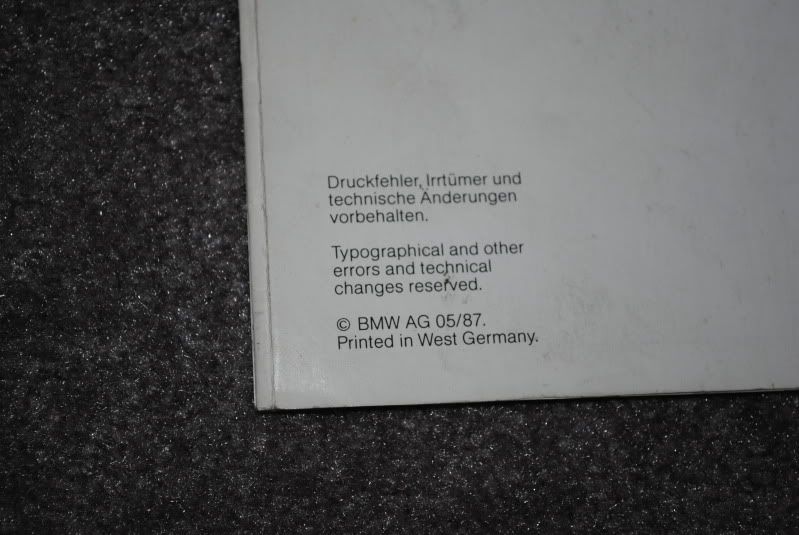 Druckfehler, Irrtümer und
technische Änderungen
vorbehalten.
Typographical and other
errors and technical
changes reserved.
© BMW AG 05/87.
Printed in West Germany.